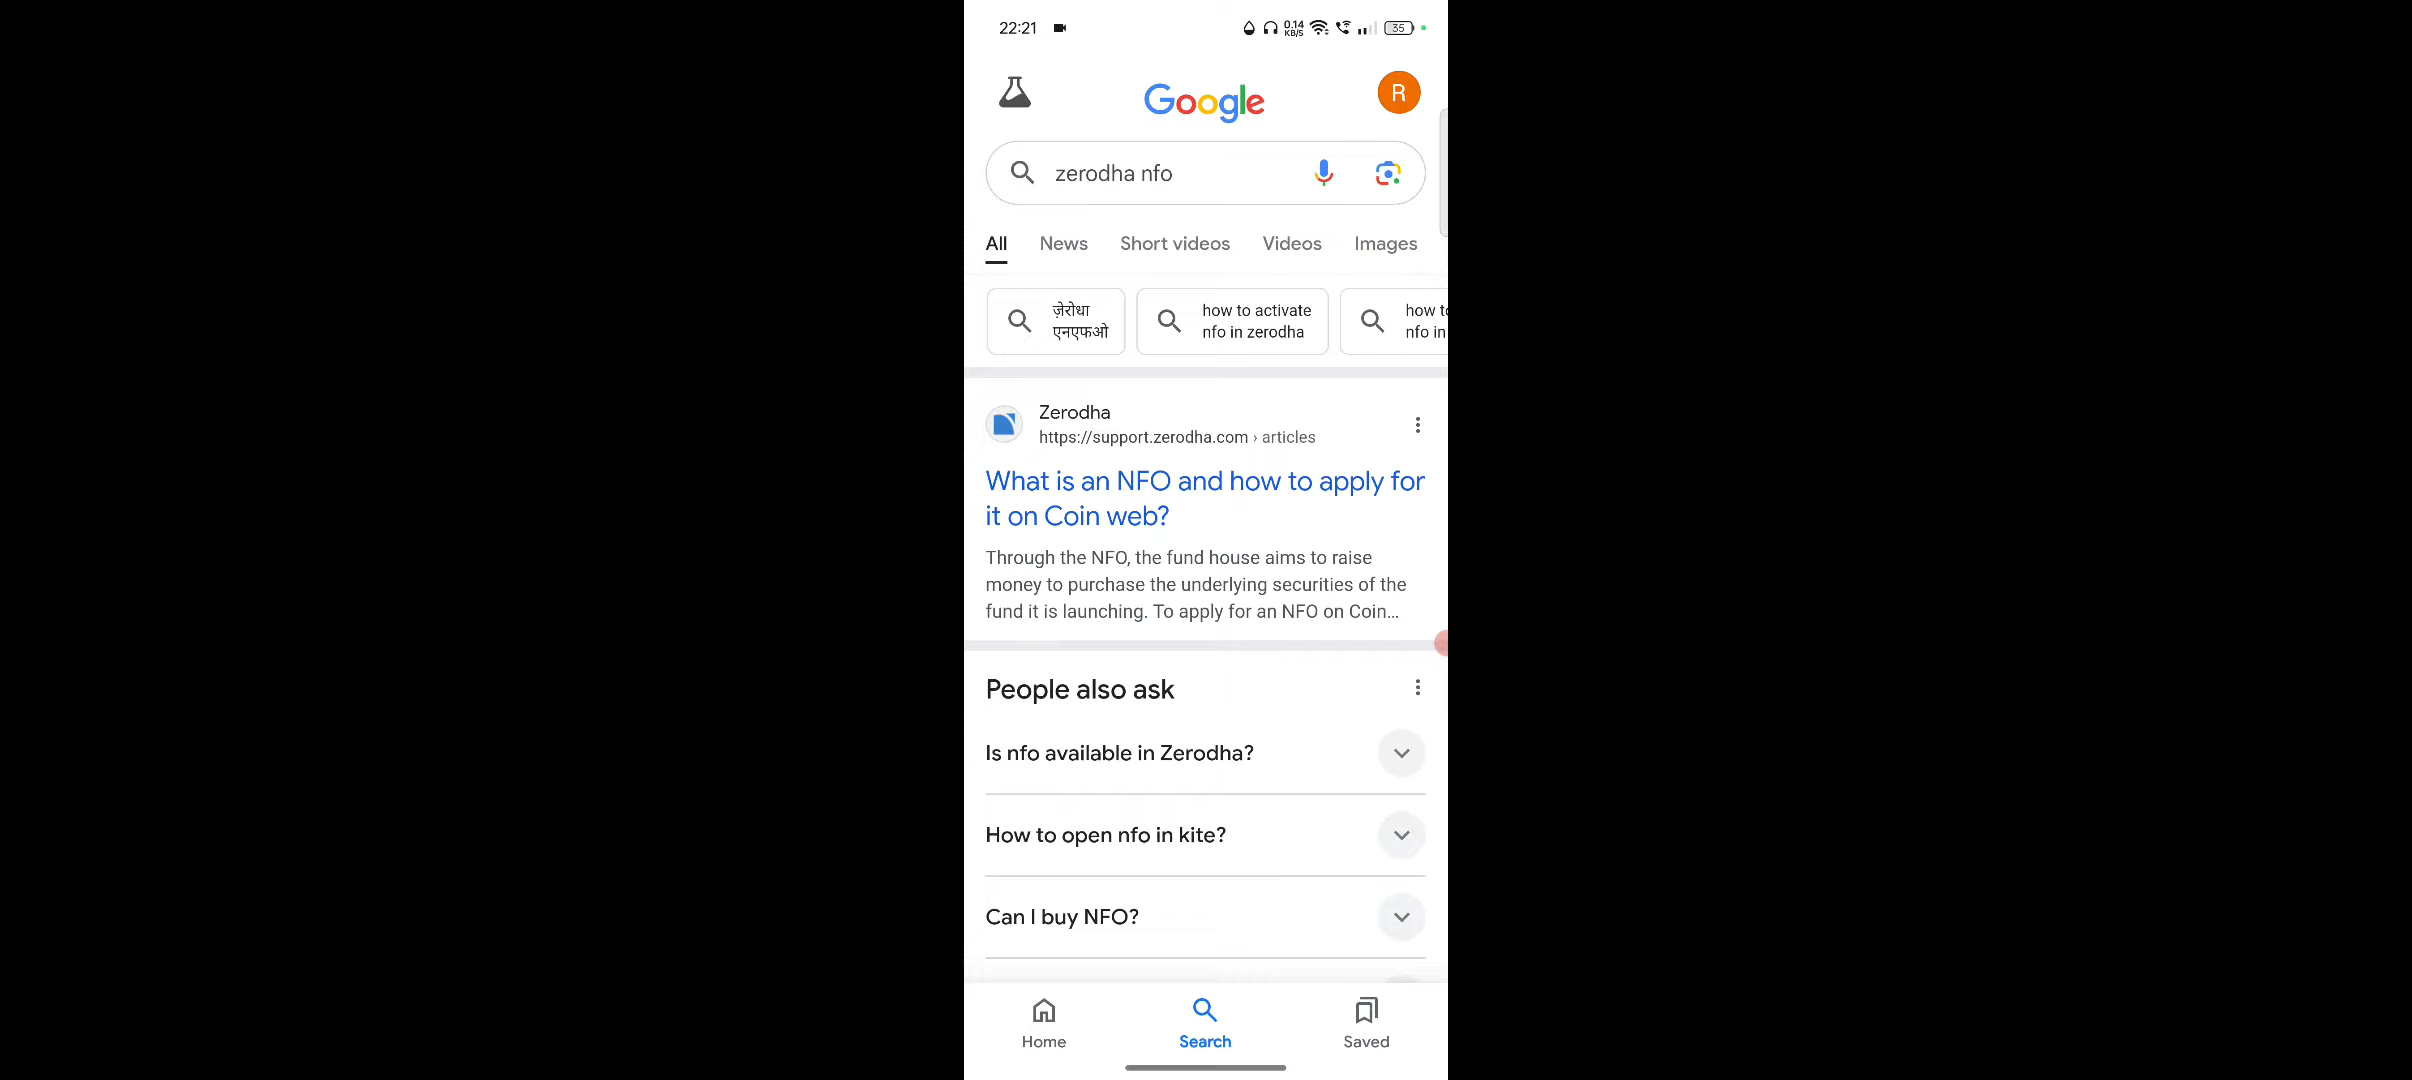 22:21
0.14
KB/S
35
Google
R
zerodha nfo
All News Short videos Videos Images
ज़ेरोधा
एनएफओ
how to activate
nfo in zerodha
how to
nfo in
Zerodha
https://support.zerodha.com › articles
What is an NFO and how to apply for
it on Coin web?
Through the NFO, the fund house aims to raise
money to purchase the underlying securities of the
fund it is launching. To apply for an NFO on Coin...
People also ask
Is nfo available in Zerodha?
How to open nfo in kite?
Can I buy NFO?
Home Search Saved